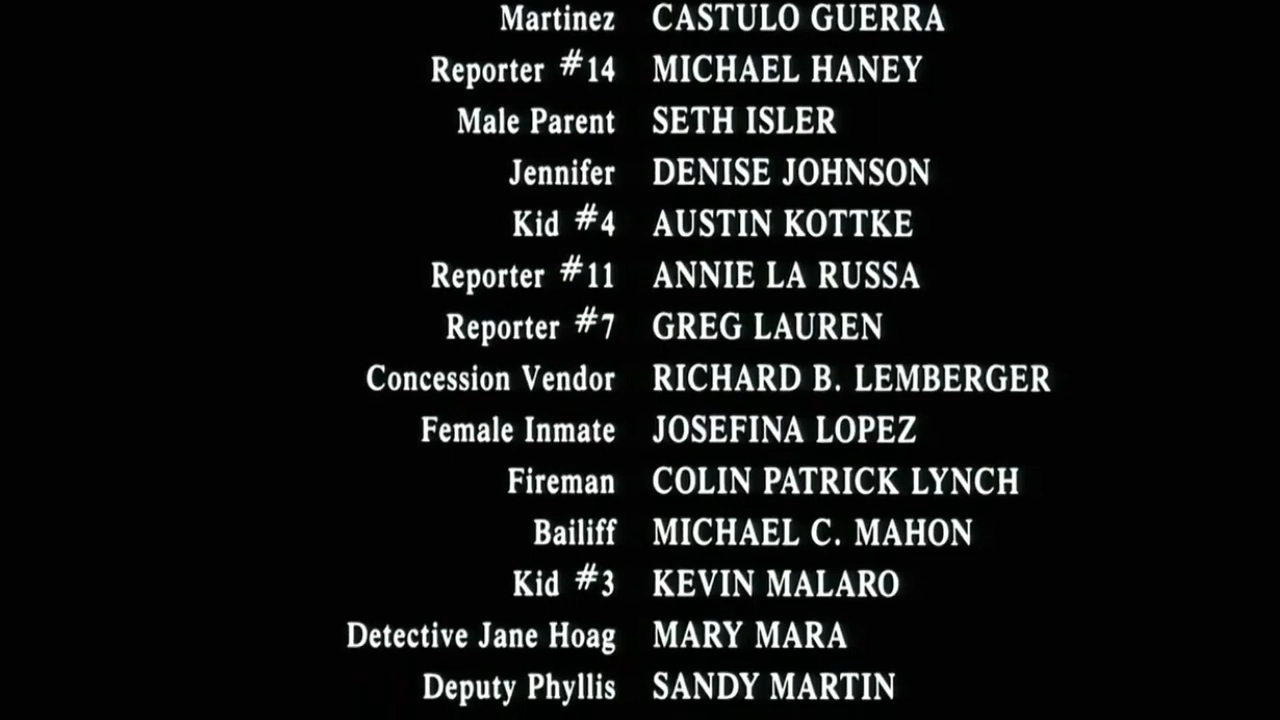 Martinez CASTULO GUERRA
Reporter #14 MICHAEL HANEY
Male Parent SETH ISLER
Jennifer DENISE JOHNSON
Kid #4 AUSTIN KOTTKE
Reporter #11 ANNIE LA RUSSA
Reporter #7 GREG LAUREN
Concession Vendor RICHARD B. LEMBERGER
Female Inmate JOSEFINA LOPEZ
Fireman COLIN PATRICK LYNCH
Bailiff MICHAEL C. MAHON
Kid #3 KEVIN MALARO
Detective Jane Hoag MARY MARA
Deputy Phyllis SANDY MARTIN